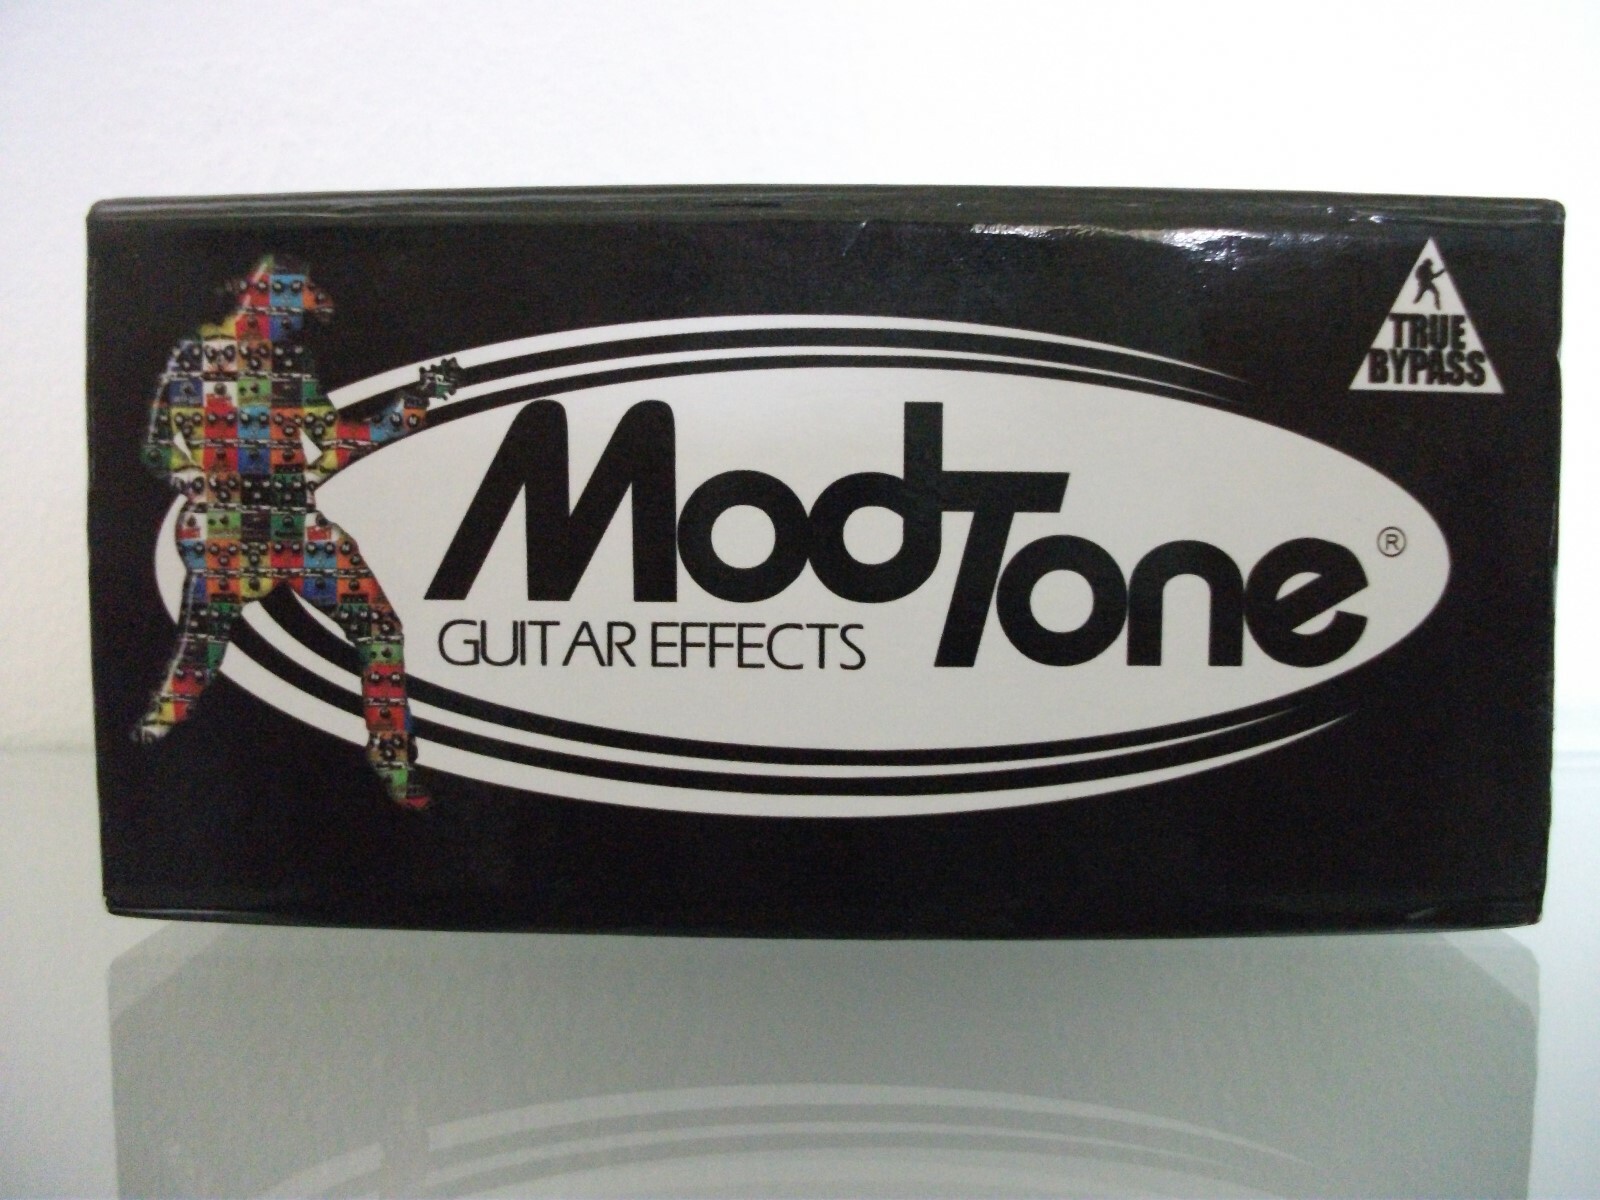 TRUE
BYPASS
ModTone®
GUITAR EFFECTS